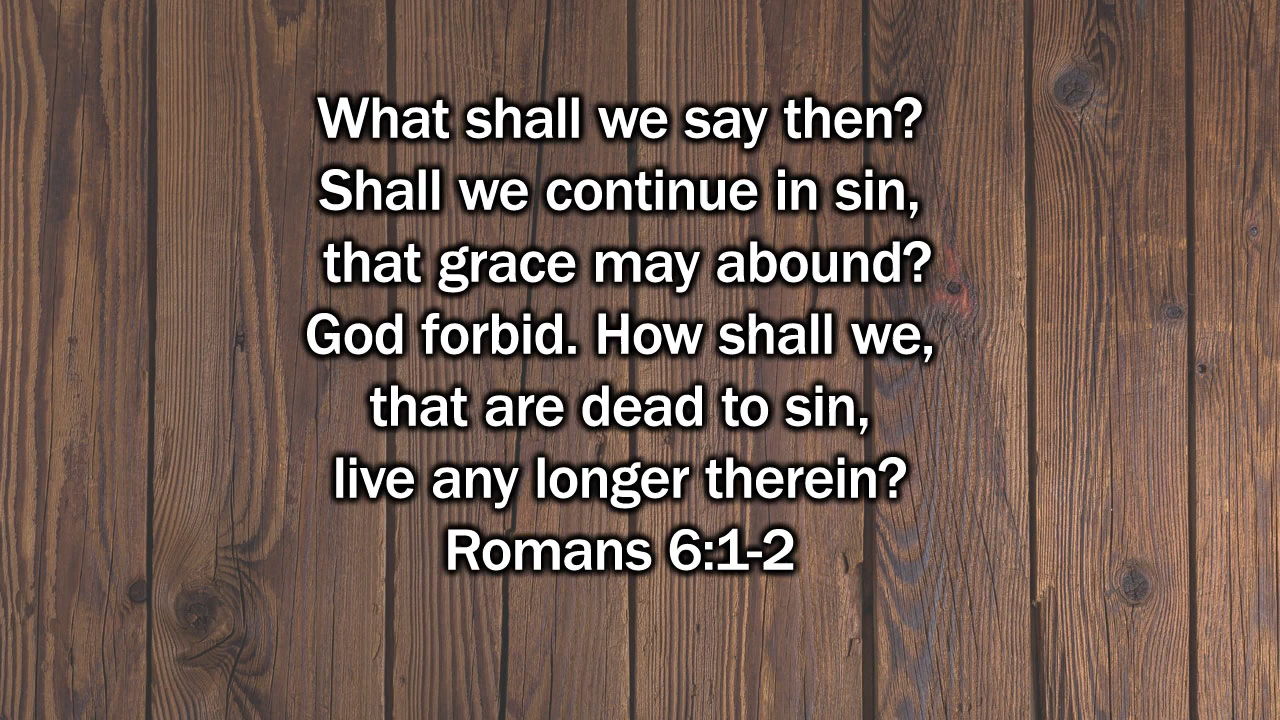 What shall we say then?
Shall we continue in sin,
that grace may abound?
God forbid. How shall we,
that are dead to sin,
live any longer therein?
Romans 6:1-2